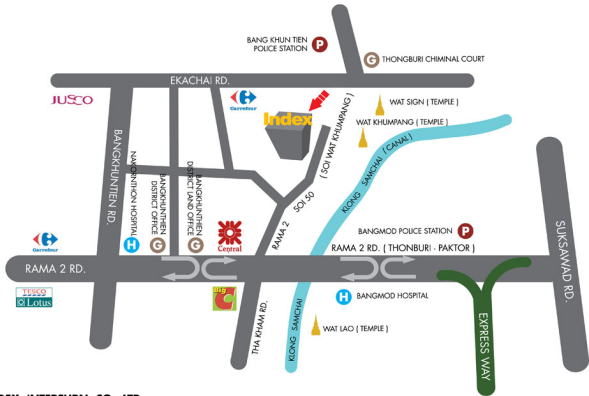 BANG KHUN TIEN
POLICE STATION
P
G
THONGBURI CHIMINAL COURT
EKACHAI RD.
JUSCO
Carrefour
Index
WAT SIGN ( TEMPLE )
WAT KHUMPANG ( TEMPLE )
( SOI WAT KHUMPANG )
RAMA 2 SOI 50
KLONG SAMCHAI ( CANAL )
BANGKHUNTIEN RD.
NAKORNTHON HOSPITAL
H
BANGKHUNTHIEN
DISTRICT OFFICE
G
BANGKHUNTHIEN
DISTRICT LAND OFFICE
G
Central
BANGMOD POLICE STATION
P
SUKSAWAD RD.
Carrefour
RAMA 2 RD.
RAMA 2 RD. ( THONBURI - PAKTOR )
TESCO
Lotus
Big
C
THA KHAM RD.
KLONG SAMCHAI
H
BANGMOD HOSPITAL
WAT LAO ( TEMPLE )
EXPRESS WAY